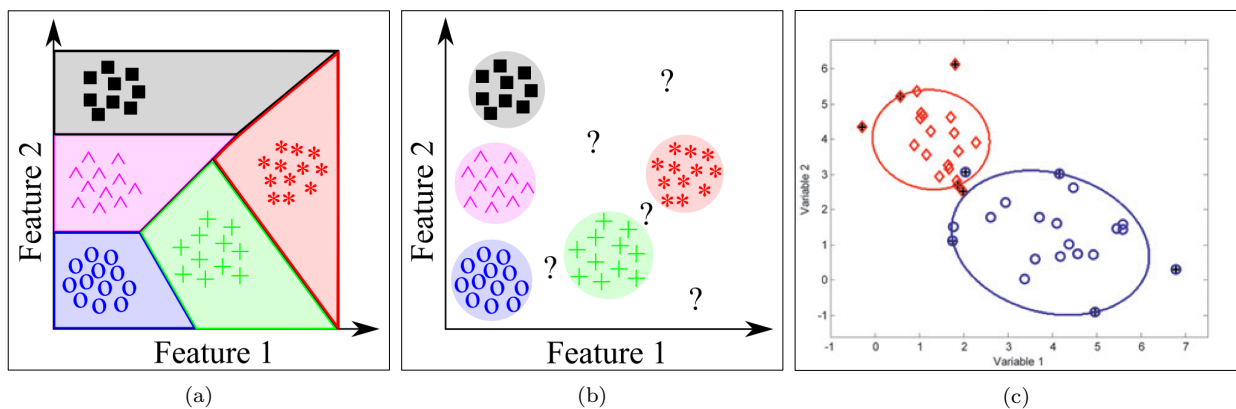 Feature 2
Feature 1
(a)
?
?
?
?
?
Feature 2
Feature 1
(b)
6
5
4
3
2
1
0
-1
-1 0 1 2 3 4 5 6 7
Variable 2
Variable 1
(c)